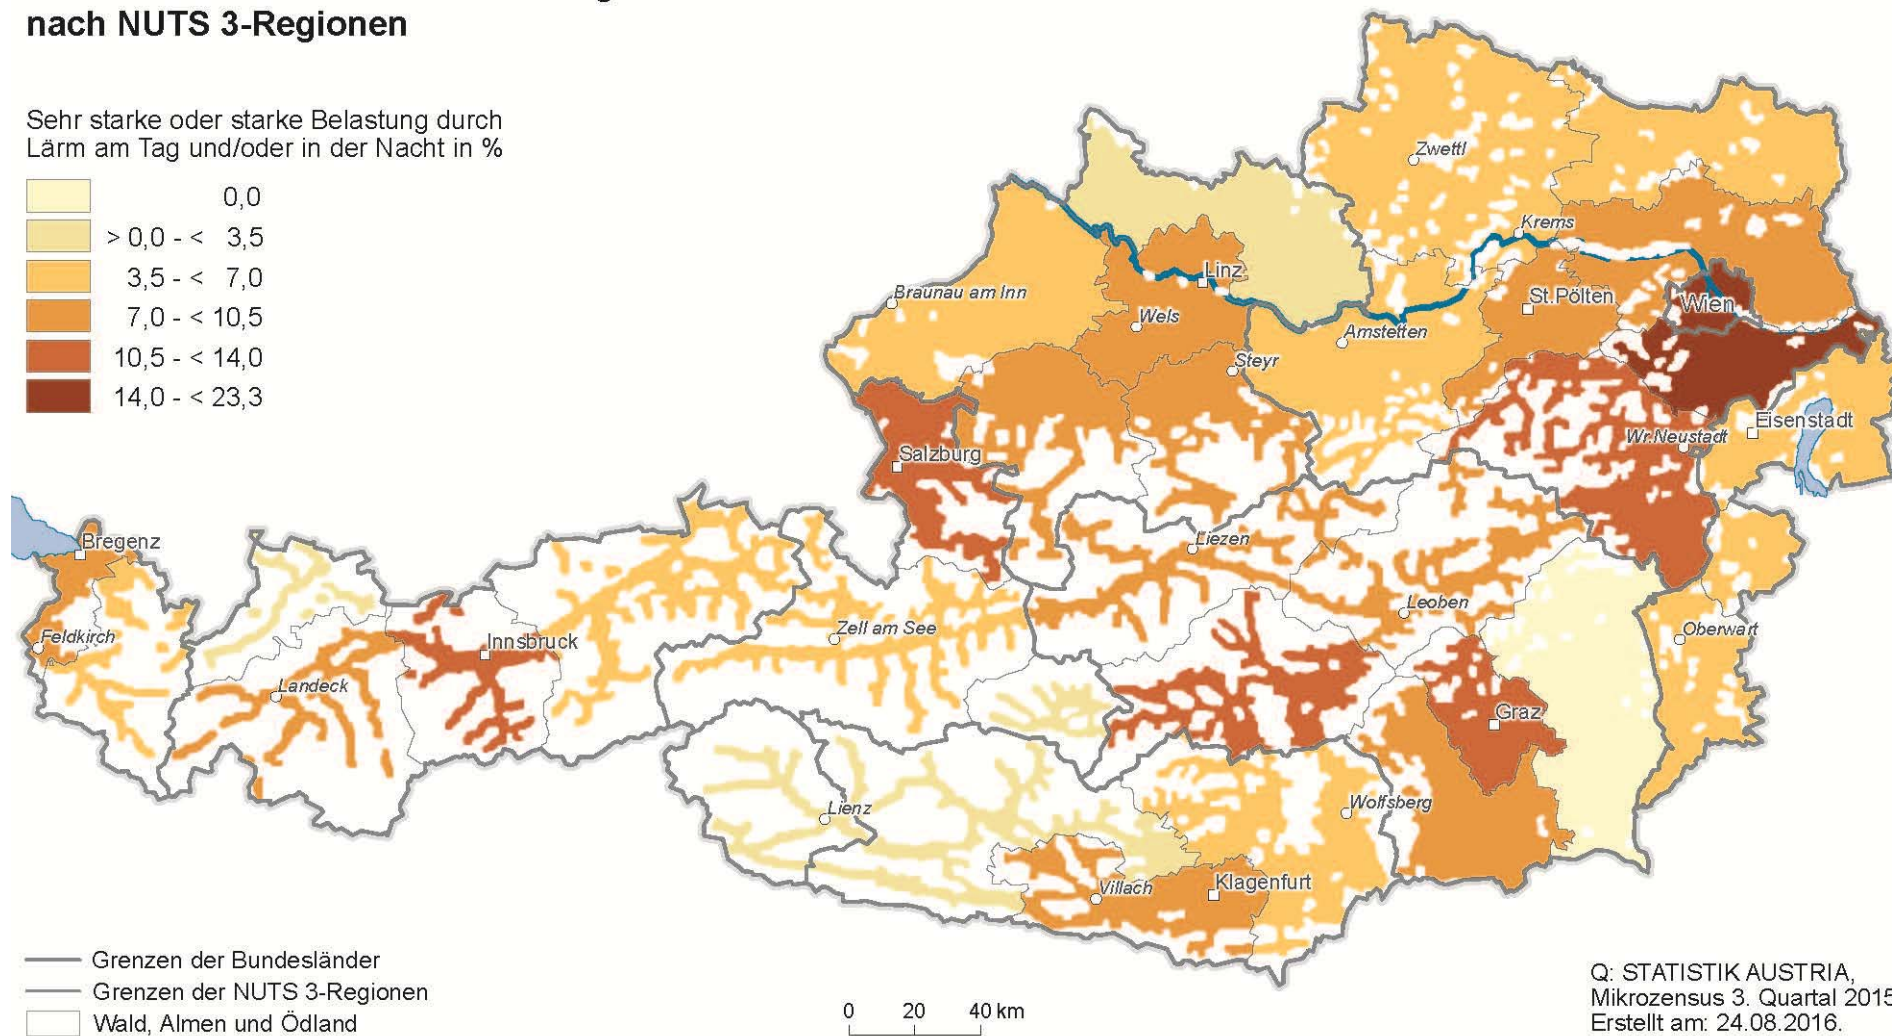 nach NUTS 3-Regionen
Sehr starke oder starke Belastung durch
Lärm am Tag und/oder in der Nacht in %
0,0
> 0,0 - < 3,5
3,5 - < 7,0
7,0 - < 10,5
10,5 - < 14,0
14,0 - < 23,3
Zwettl
Krems
Linz
Braunau am Inn
St.Pölten
Wien
Wels
Amstetten
Steyr
Eisenstadt
Wr.Neustadt
Salzburg
Bregenz
Liezen
Leoben
Feldkirch
Innsbruck
Zell am See
Oberwart
Landeck
Graz
Lienz
Wolfsberg
Villach
Klagenfurt
Grenzen der Bundesländer
Grenzen der NUTS 3-Regionen
Wald, Almen und Ödland
0 20 40 km
Q: STATISTIK AUSTRIA,
Mikrozensus 3. Quartal 2015
Erstellt am: 24.08.2016.